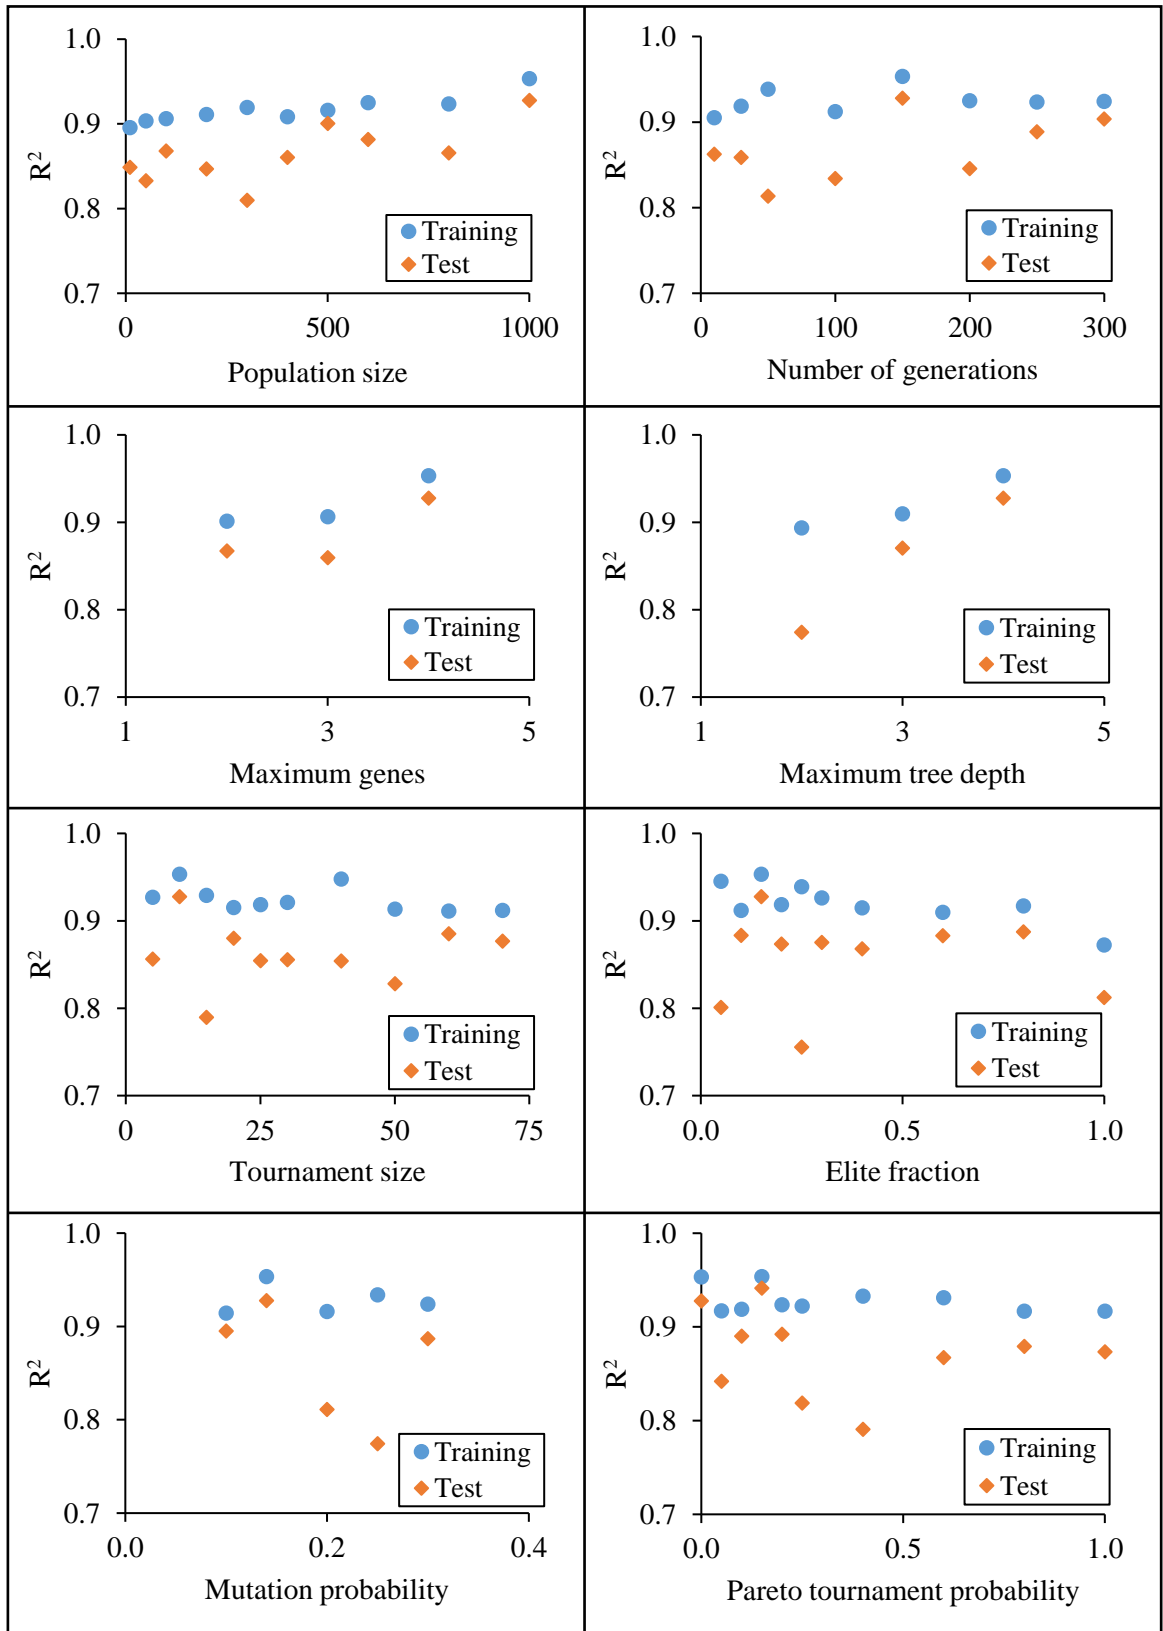 1.0
0.9
0.8
0.7
R²
0 500 1000
Population size
Training
Test
1.0
0.9
0.8
0.7
R²
0 100 200 300
Number of generations
Training
Test
1.0
0.9
0.8
0.7
R²
1 3 5
Maximum genes
Training
Test
1.0
0.9
0.8
0.7
R²
1 3 5
Maximum tree depth
Training
Test
1.0
0.9
0.8
0.7
R²
0 25 50 75
Tournament size
Training
Test
1.0
0.9
0.8
0.7
R²
0.0 0.5 1.0
Elite fraction
Training
Test
1.0
0.9
0.8
0.7
R²
0.0 0.2 0.4
Mutation probability
Training
Test
1.0
0.9
0.8
0.7
R²
0.0 0.5 1.0
Pareto tournament probability
Training
Test